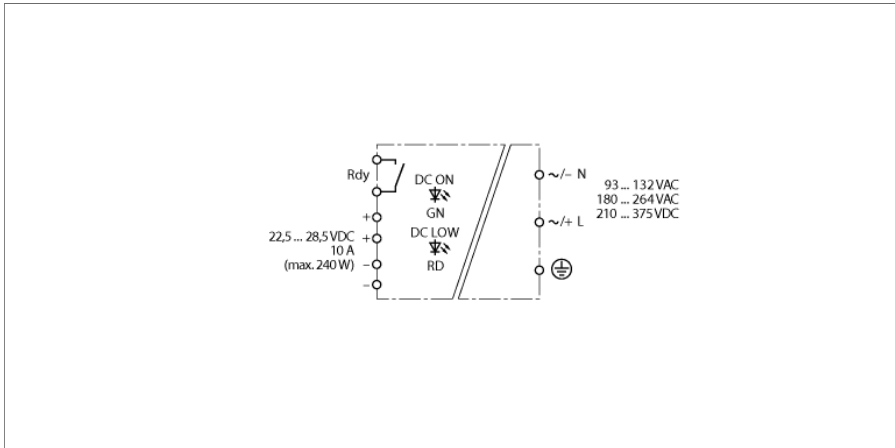 Rdy
DC ON
GN
DC LOW
RD
+
+
–
–
22,5 ... 28,5 VDC
10 A
(max. 240 W)
~/– N
~/+ L
93 ... 132 VAC
180 ... 264 VAC
210 ... 375 VDC